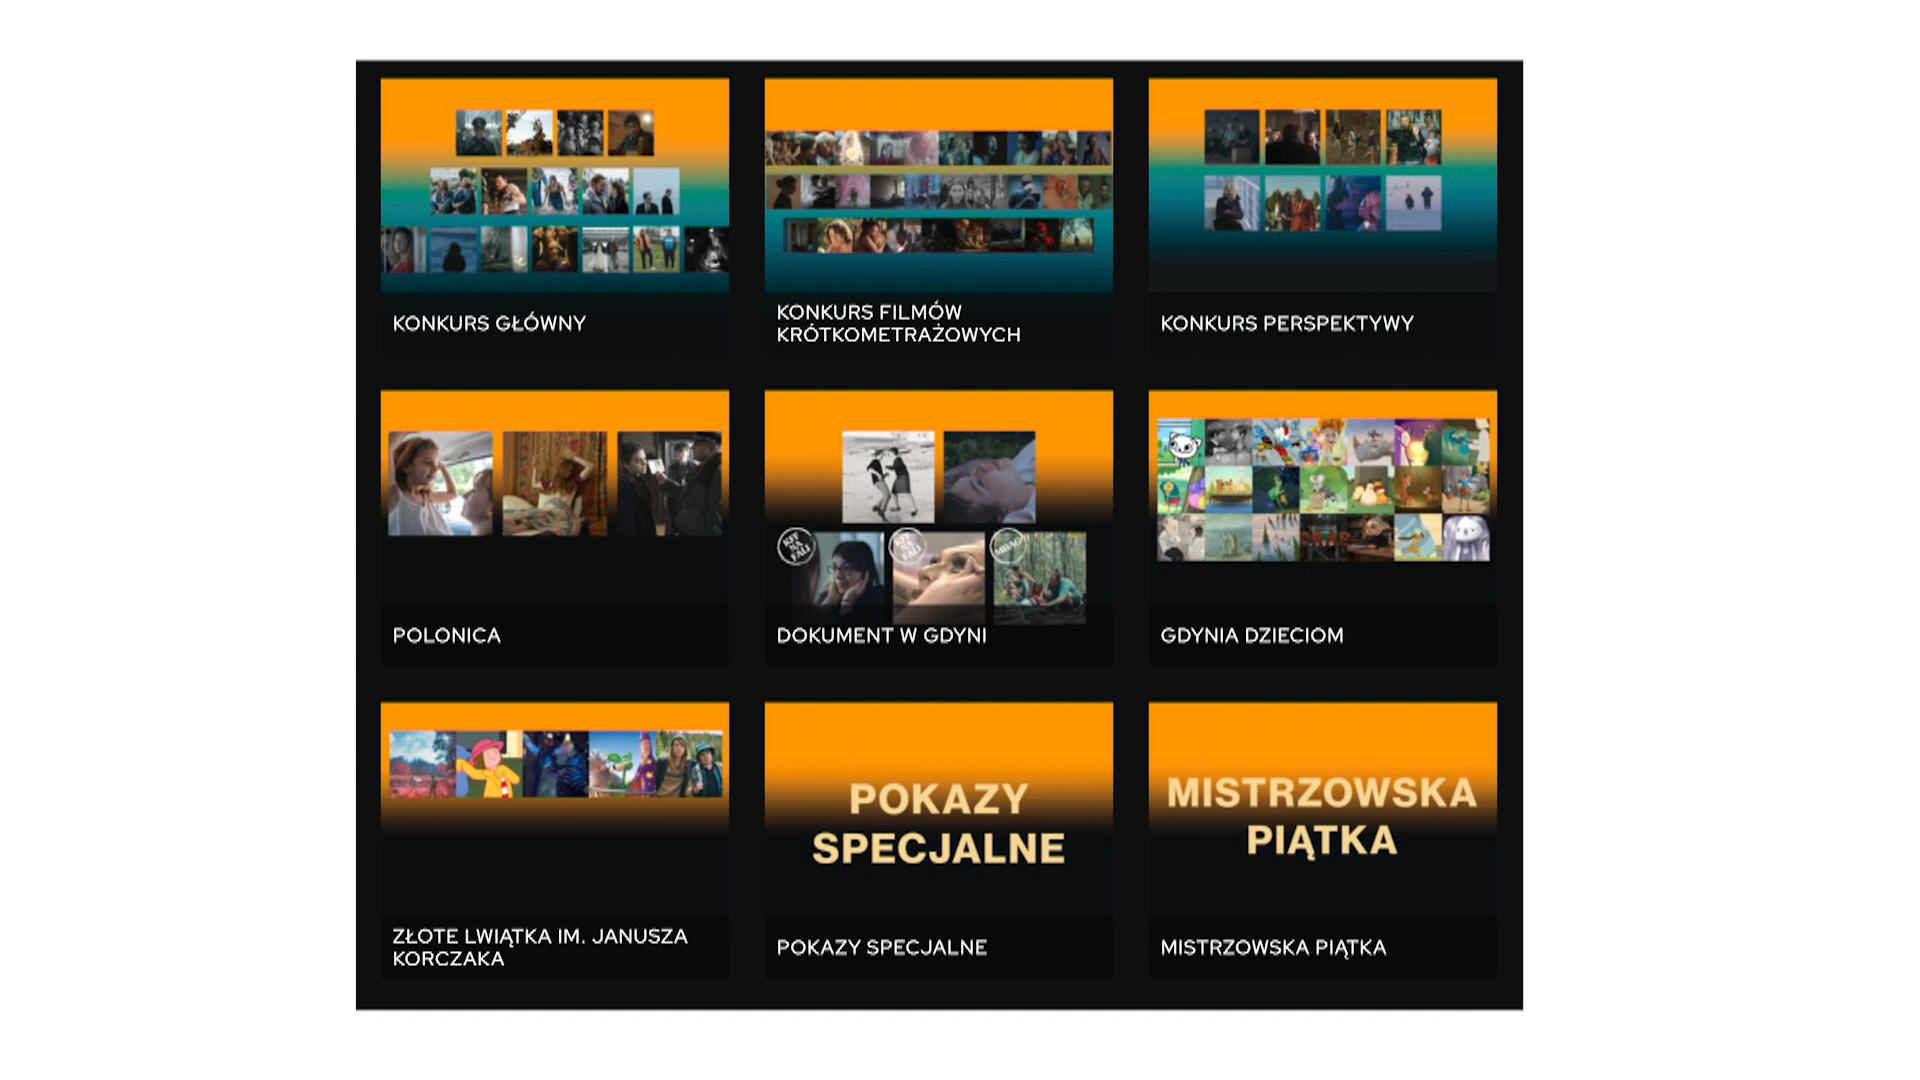 KONKURS GŁÓWNY
KONKURS FILMÓW
KRÓTKOMETRAŻOWYCH
KONKURS PERSPEKTYWY
POLONICA
DOKUMENT W GDYNI
GDYNIA DZIECIOM
ZŁOTE LWIĄTKA IM. JANUSZA
KORCZAKA
POKAZY
SPECJALNE
POKAZY SPECJALNE
MISTRZOWSKA
PIĄTKA
MISTRZOWSKA PIĄTKA